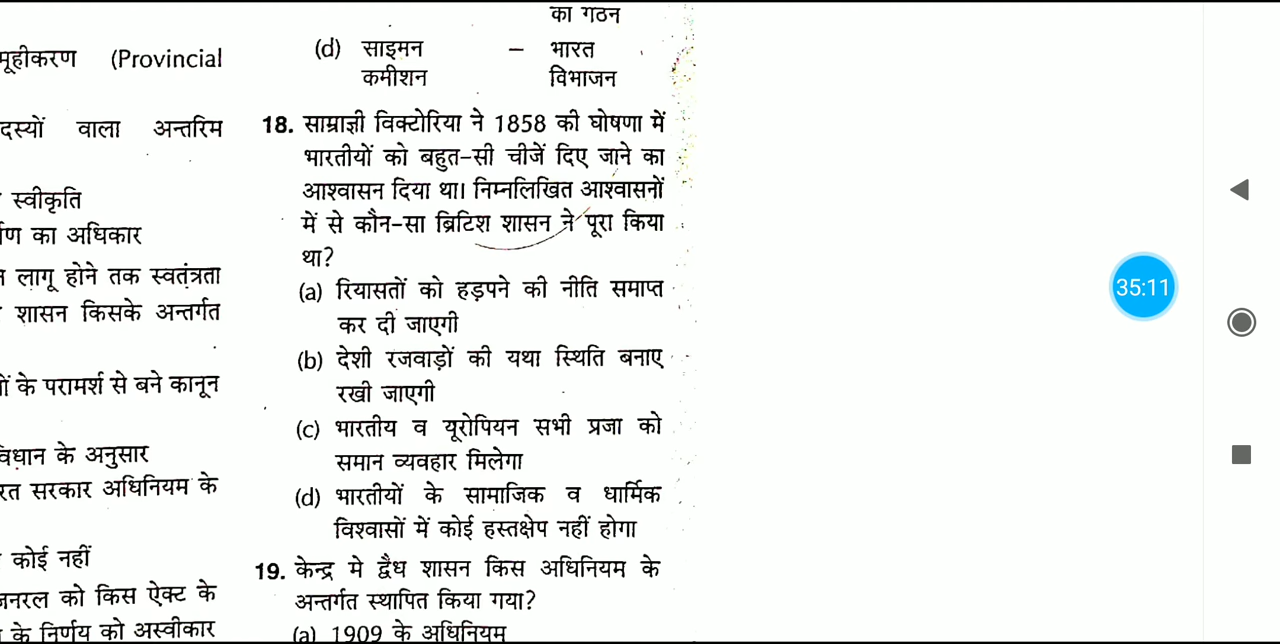 मूहीकरण (Provincial
दस्यों वाला अन्तरिम
स्वीकृति
का अधिकार
लागू होने तक स्वतंत्रता
शासन किसके अन्तर्गत
के परामर्श से बने कानून
विधान के अनुसार
रत सरकार अधिनियम के
कोई नहीं
जनरल को किस ऐक्ट के
के निर्णय को अस्वीकार
का गठन
(d) साइमन – भारत
कमीशन विभाजन
18. साम्राज्ञी विक्टोरिया ने 1858 की घोषणा में
भारतीयों को बहुत-सी चीजें दिए जाने का
आश्वासन दिया था। निम्नलिखित आश्वासनों
में से कौन-सा ब्रिटिश शासन ने पूरा किया
था?
(a) रियासतों को हड़पने की नीति समाप्त
कर दी जाएगी
(b) देशी रजवाड़ों की यथा स्थिति बनाए
रखी जाएगी
(c) भारतीय व यूरोपियन सभी प्रजा को
समान व्यवहार मिलेगा
(d) भारतीयों के सामाजिक व धार्मिक
विश्वासों में कोई हस्तक्षेप नहीं होगा
19. केन्द्र मे द्वैध शासन किस अधिनियम के
अन्तर्गत स्थापित किया गया?
(a) 1909 के अधिनियम
35:11